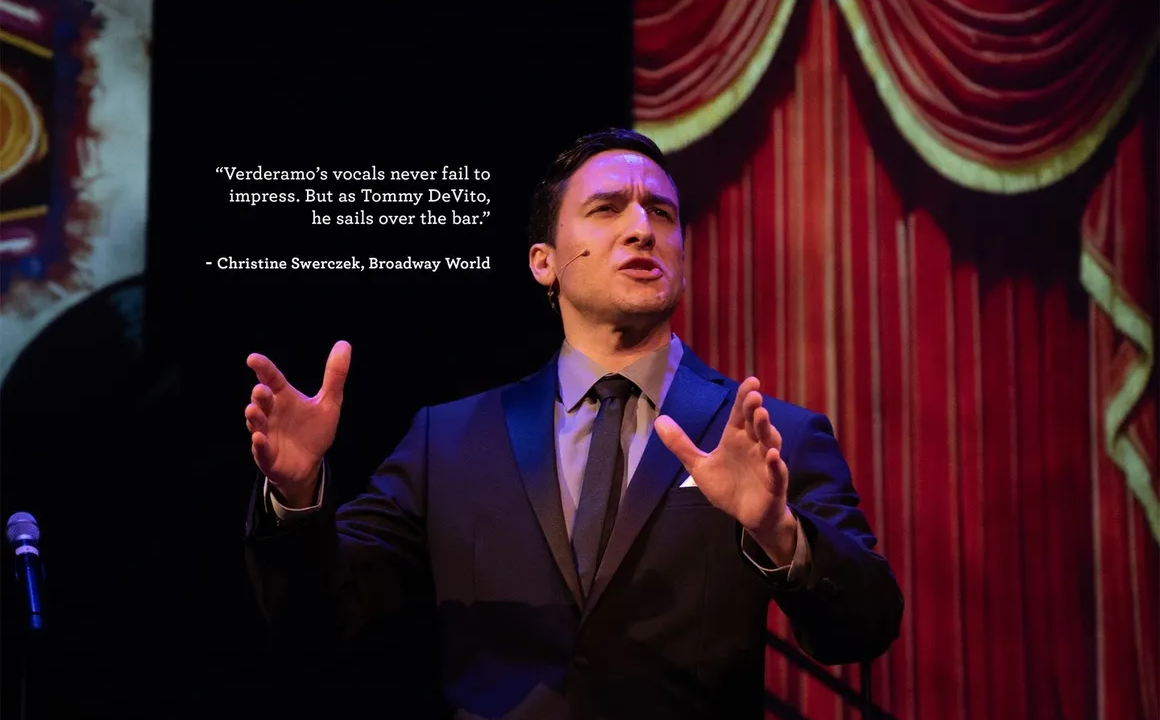 “Verderamo’s vocals never fail to
impress. But as Tommy DeVito,
he sails over the bar.”
- Christine Swerczek, Broadway World